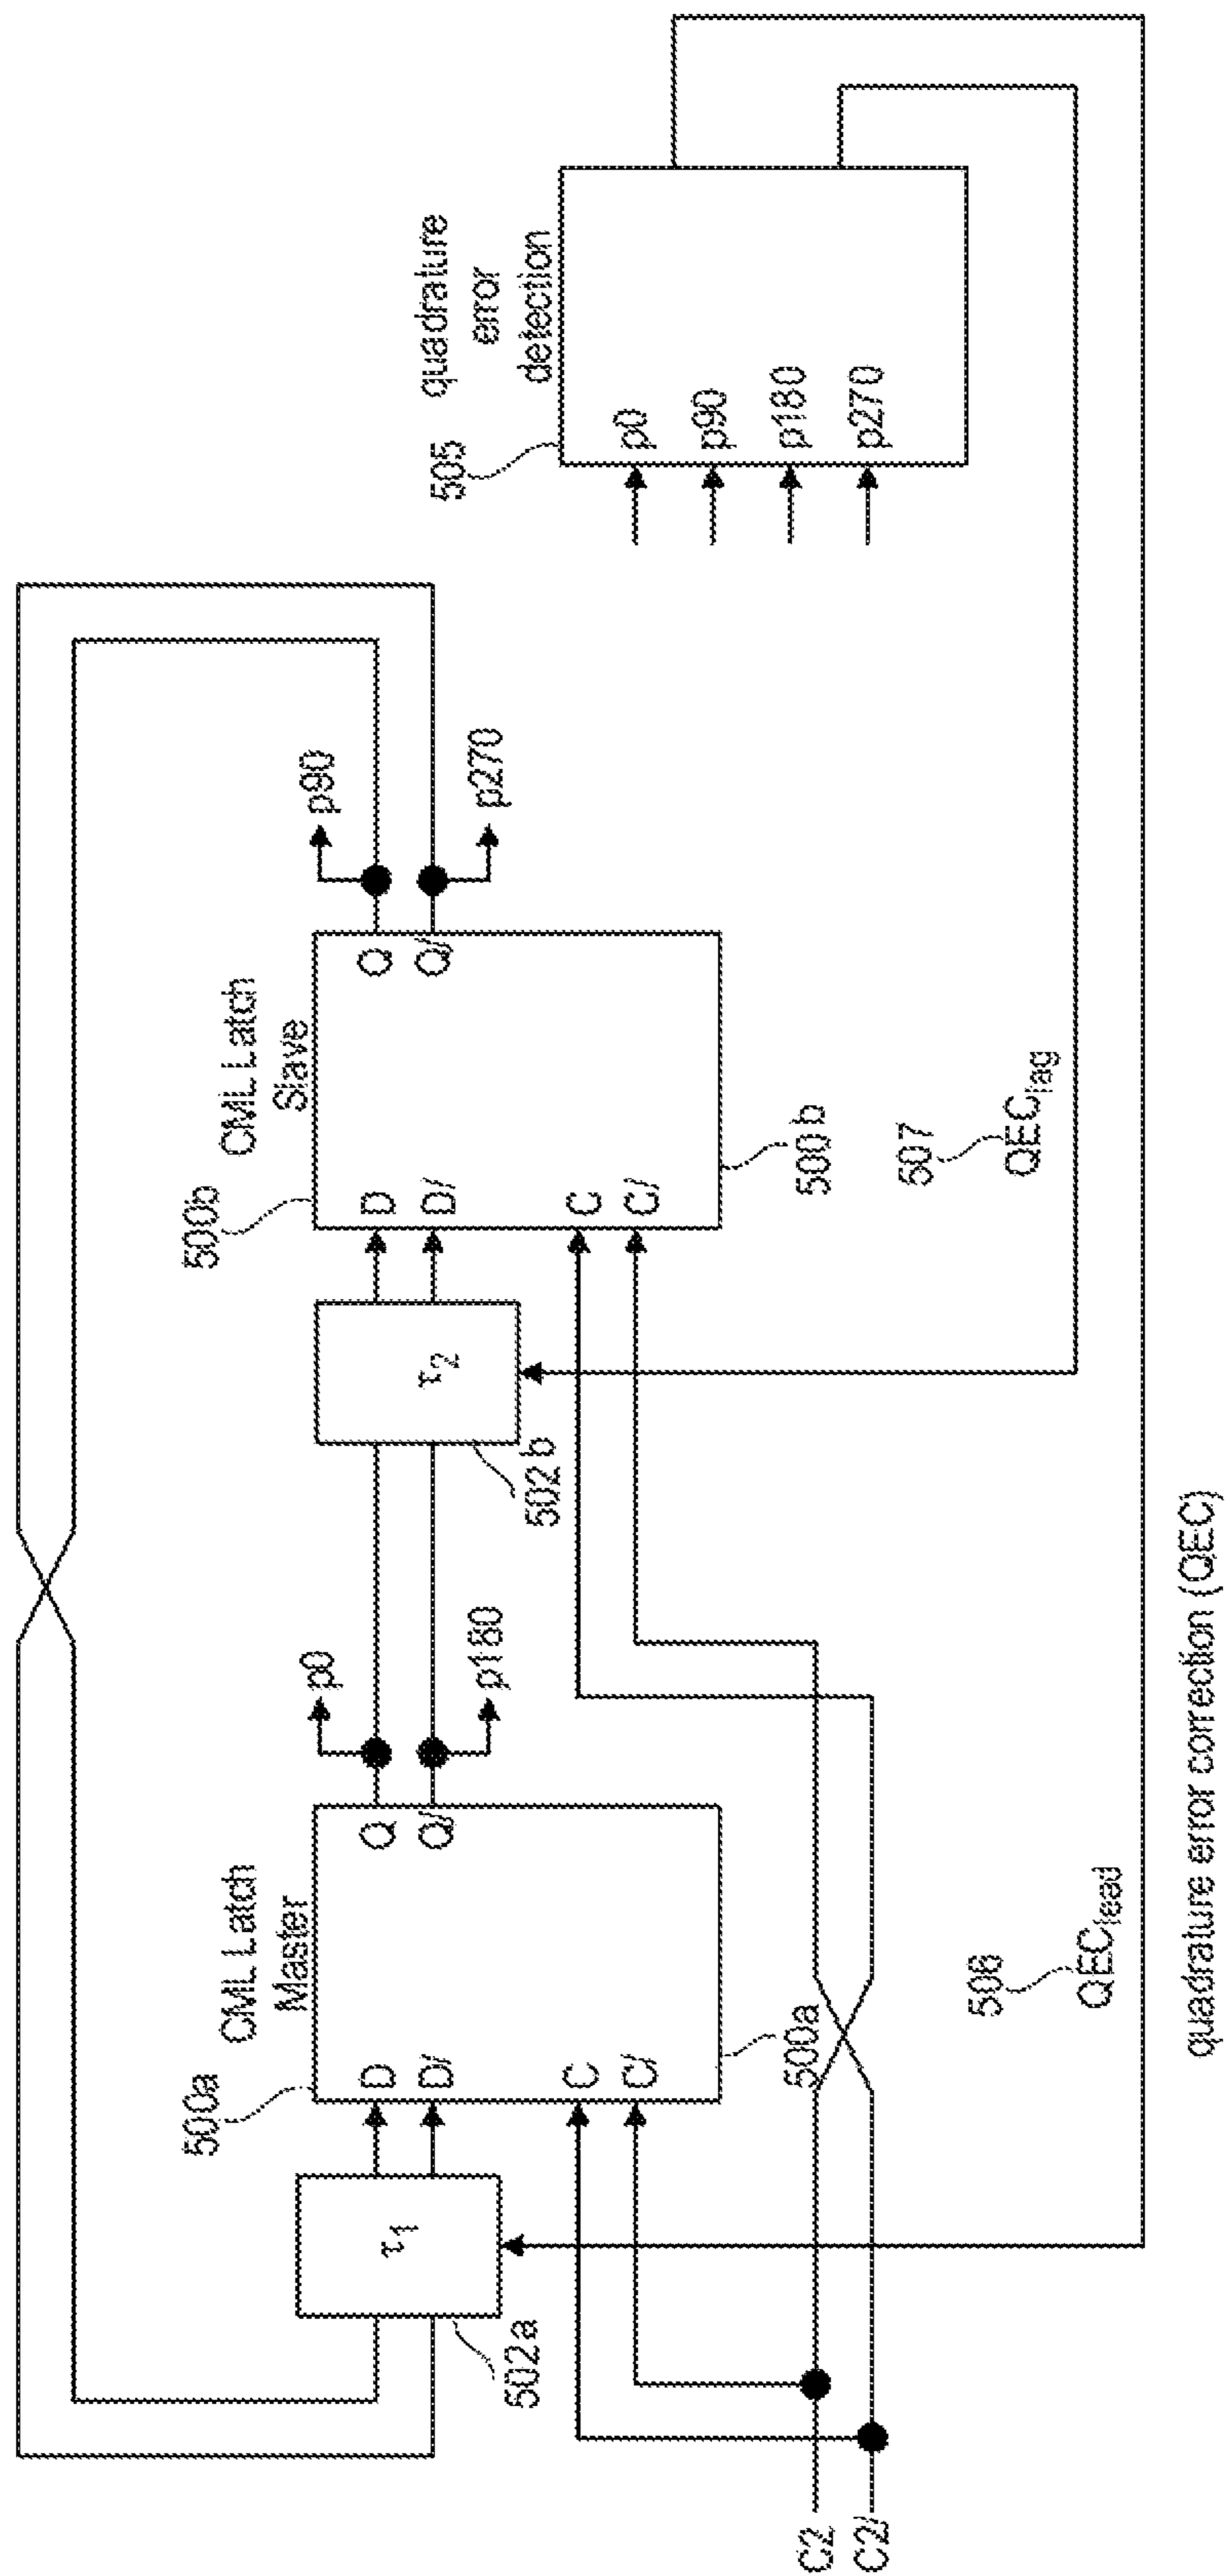 CML Latch
Master
500a
D
D/
C
C/
Q
Q/
500a
τ1
502a
p0
p180
CML Latch
Slave
500b
D
D/
C
C/
Q
Q/
500b
τ2
502b
p90
p270
quadrature
error
detection
505
p0
p90
p180
p270
C2
C2/
506
QEClead
507
QEClag
quadrature error correction (QEC)